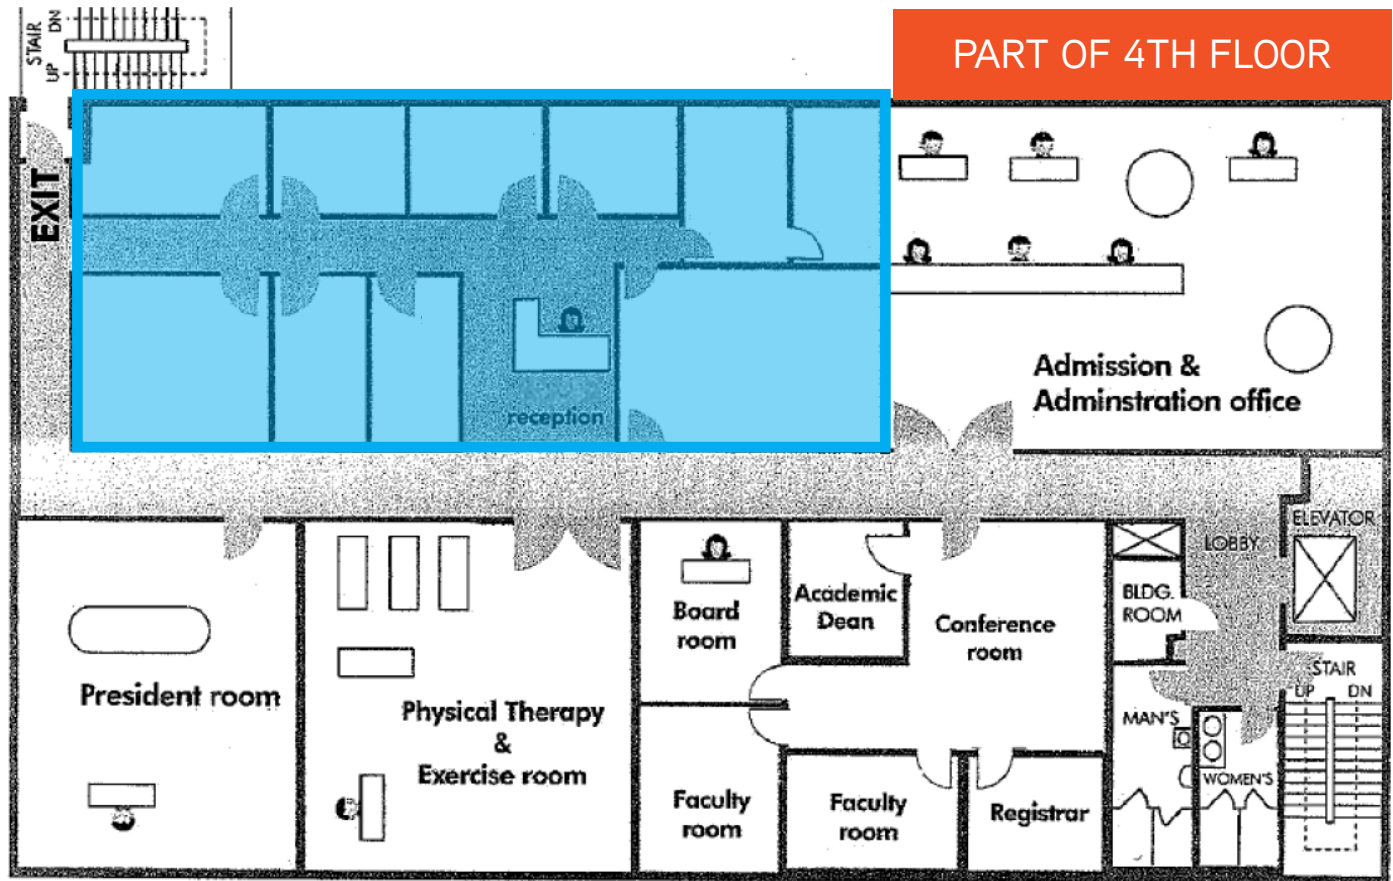 STAIR
DN
UP
PART OF 4TH FLOOR
EXIT
reception
Admission &
Adminstration office
ELEVATOR
LOBBY
BLDG.
ROOM
Board
room
Academic
Dean
Conference
room
STAIR
UP
DN
President room
Physical Therapy
&
Exercise room
MAN'S
WOMEN'S
Faculty
room
Faculty
room
Registrar